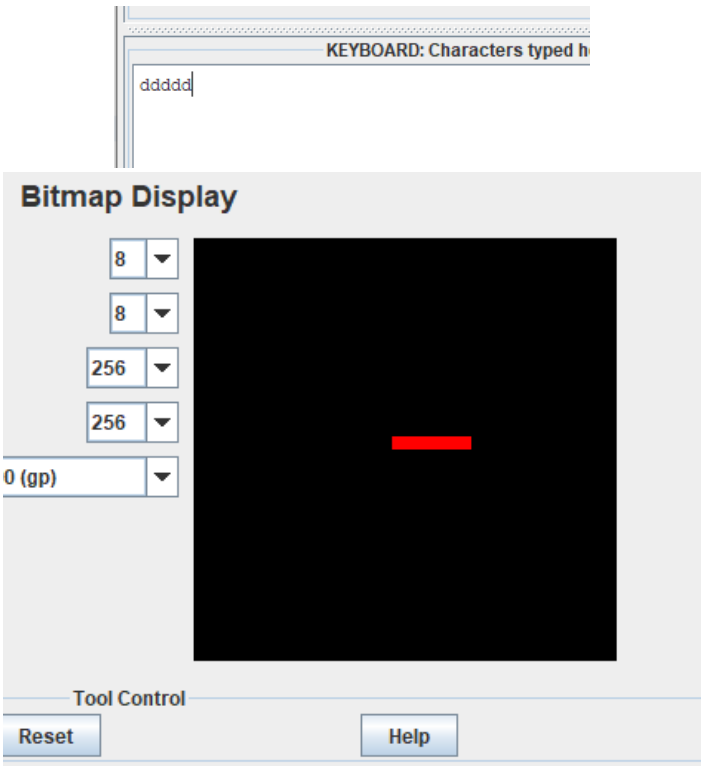 KEYBOARD: Characters typed h
ddddd
Bitmap Display
8
8
256
256
0 (gp)
Tool Control
Reset
Help